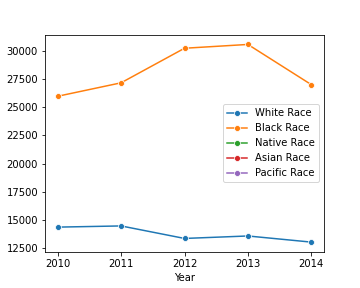 30000
27500
25000
22500
20000
17500
15000
12500
White Race
Black Race
Native Race
Asian Race
Pacific Race
2010 2011 2012 2013 2014
Year